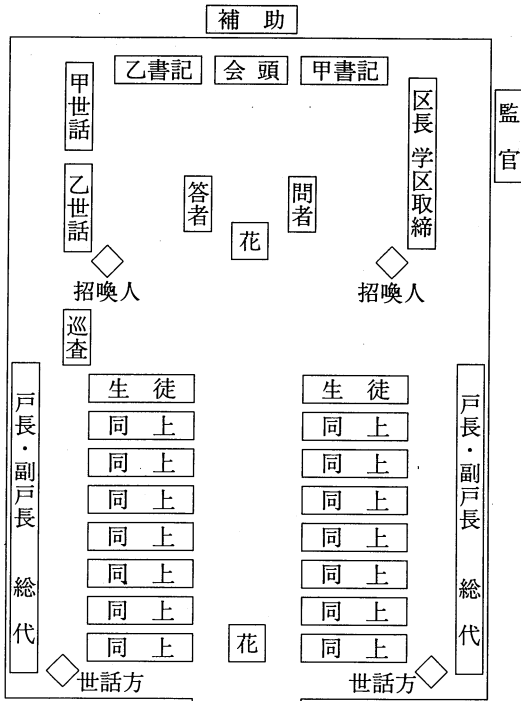 補助
乙書記 会頭 甲書記
甲世話
乙世話
区長 学区取締
監官
答者
問者
花
招喚人
招喚人
巡査
生徒 生徒
同上 同上
同上 同上
同上 同上
同上 同上
同上 同上
同上 同上
同上 同上
戸長・副戸長 総代
戸長・副戸長 総代
花
世話方
世話方